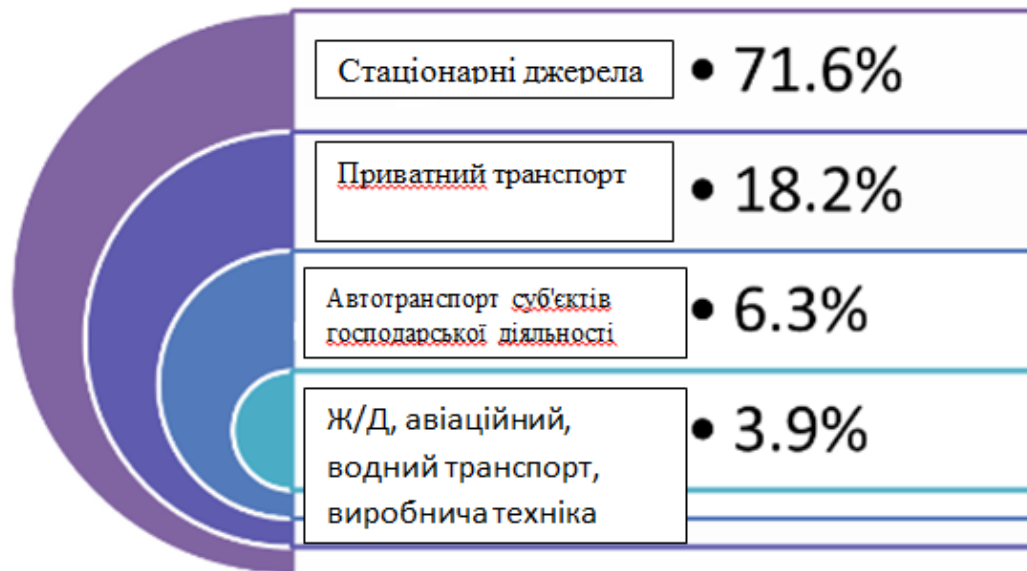 Стаціонарні джерела
• 71.6%
Приватний транспорт
• 18.2%
Автотранспорт суб'єктів
господарської діяльності
• 6.3%
Ж/Д, авіаційний,
водний транспорт,
виробнича техніка
• 3.9%